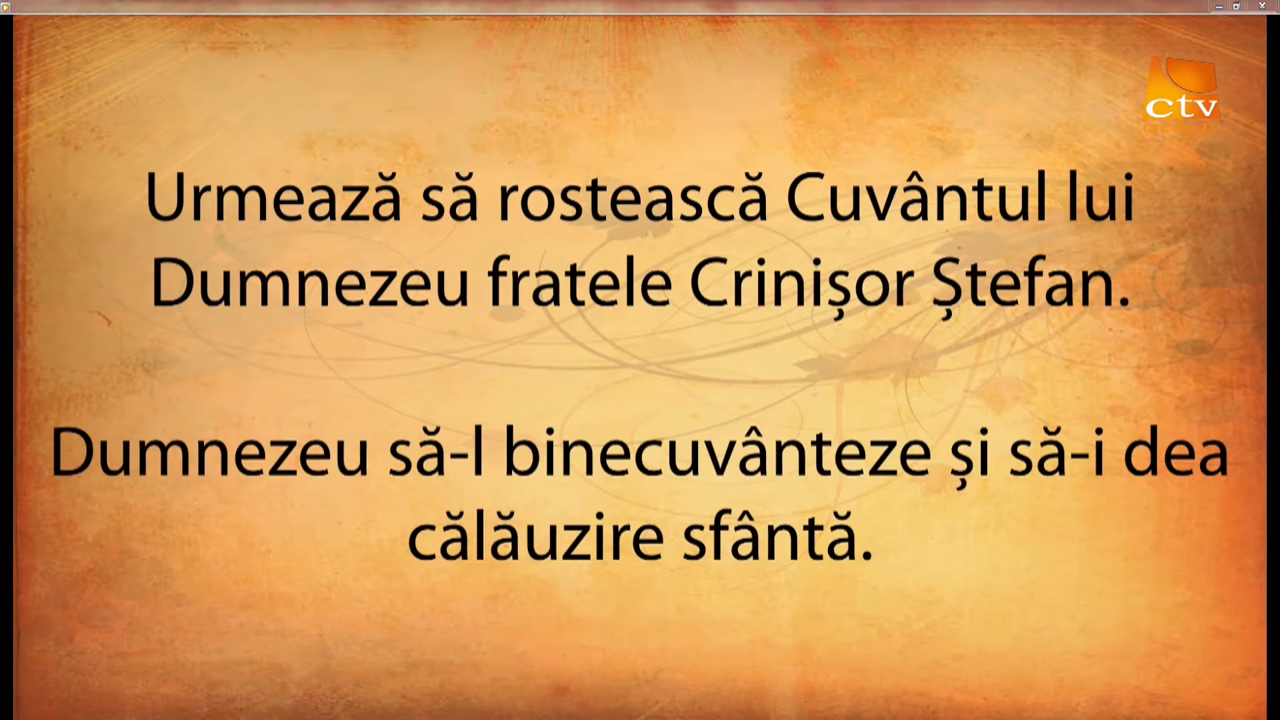 ctv
Urmează să rostească Cuvântul lui
Dumnezeu fratele Crinișor Ștefan.
Dumnezeu să-l binecuvânteze și să-i dea
călăuzire sfântă.